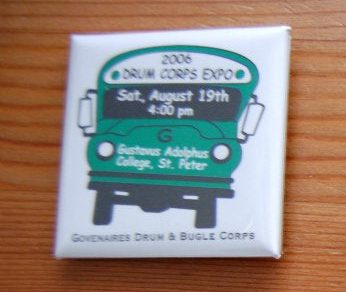 2006
DRUM CORPS EXPO
Sat, August 19th
4:00 pm
G
Gustavus Adolphus
College, St. Peter
GOVENAIRES DRUM & BUGLE CORPS